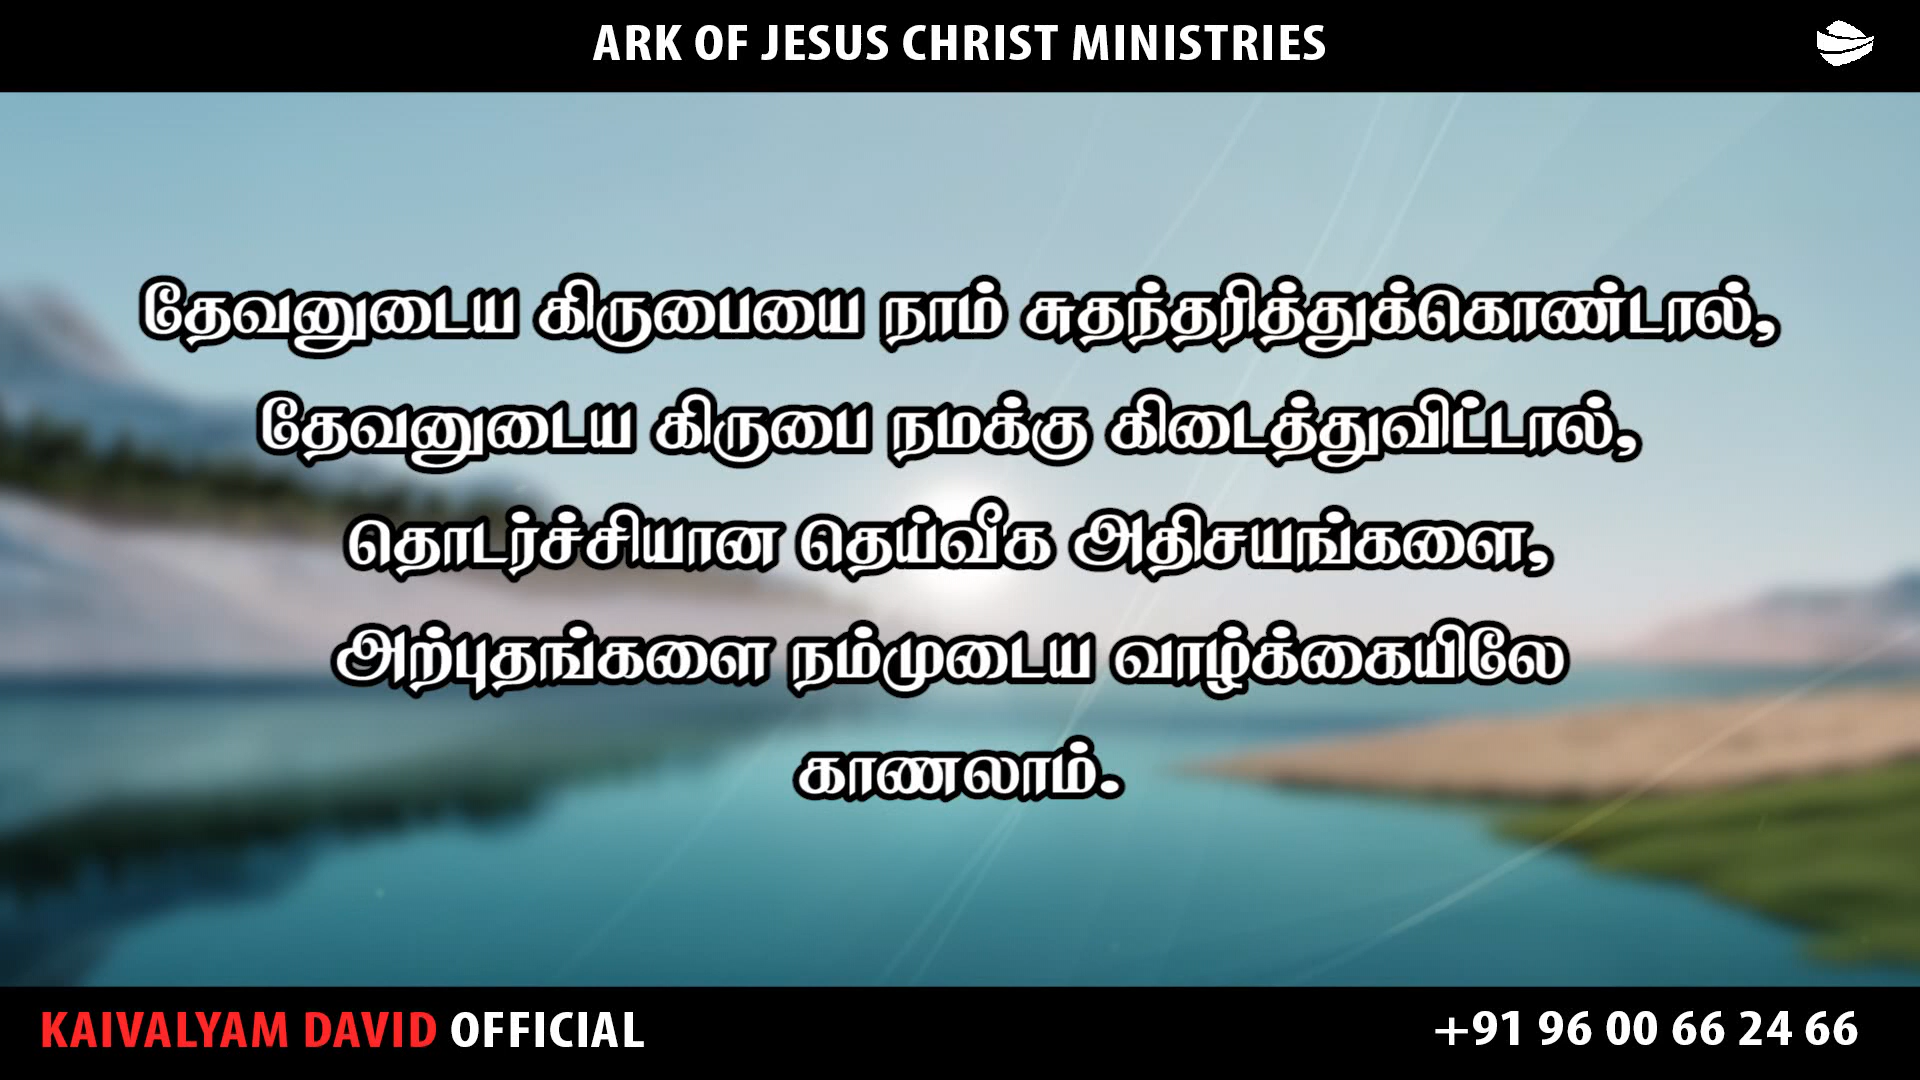 ARK OF JESUS CHRIST MINISTRIES
தேவனுடைய கிருபையை நாம் சுதந்தரித்துக்கொண்டால்,
தேவனுடைய கிருபை நமக்கு கிடைத்துவிட்டால்,
தொடர்ச்சியான தெய்வீக அதிசயங்களை,
அற்புதங்களை நம்முடைய வாழ்க்கையிலே
காணலாம்.
KAIVALYAM DAVID OFFICIAL
+91 96 00 66 24 66